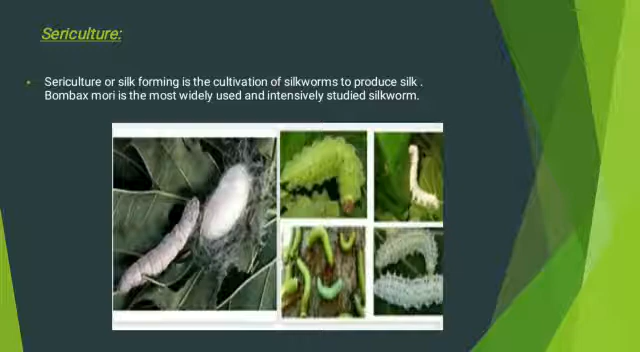 Sericulture:
Sericulture or silk forming is the cultivation of silkworms to produce silk .
Bombax mori is the most widely used and intensively studied silkworm.